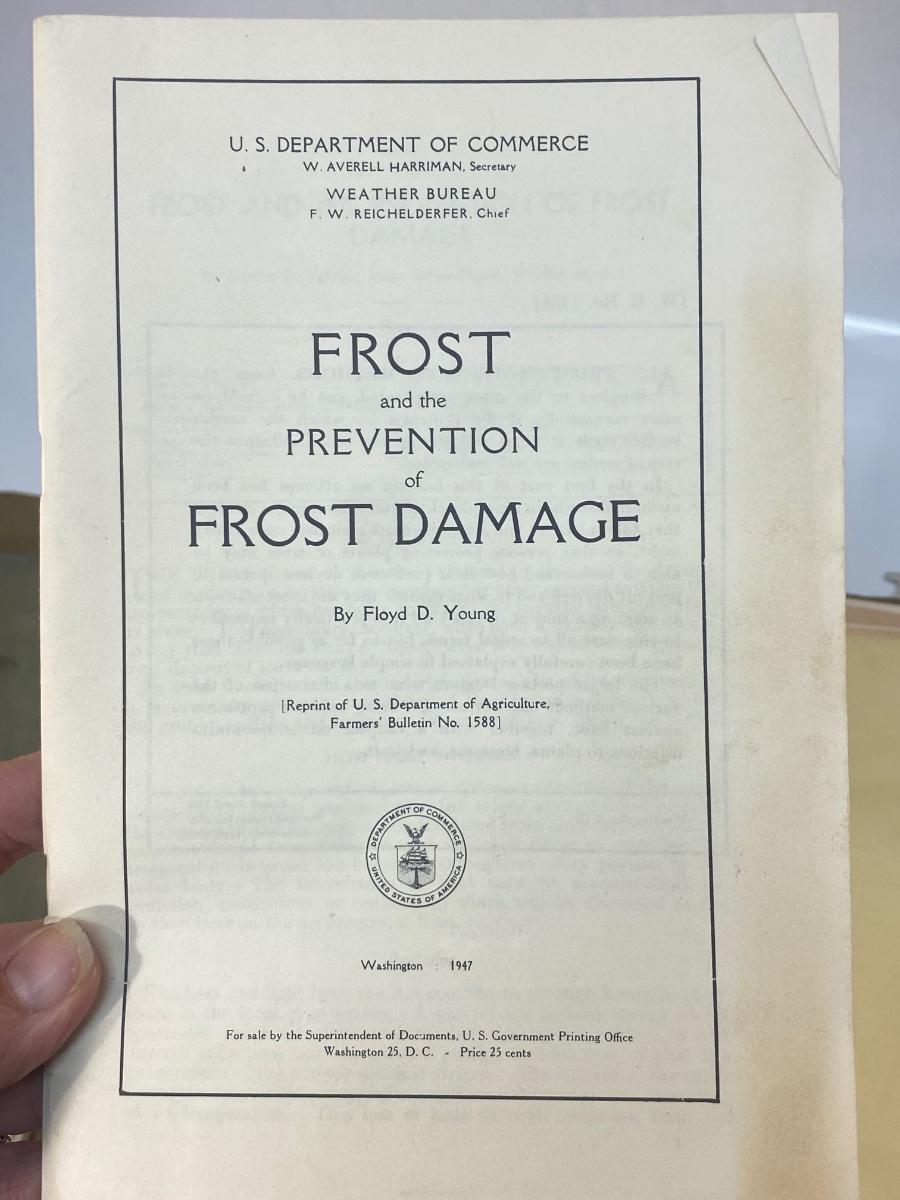 U. S. DEPARTMENT OF COMMERCE
W. AVERELL HARRIMAN, Secretary
WEATHER BUREAU
F. W. REICHELDERFER, Chief
FROST
and the
PREVENTION
of
FROST DAMAGE
By Floyd D. Young
[Reprint of U. S. Department of Agriculture,
Farmers' Bulletin No. 1588]
DEPARTMENT OF COMMERCE
UNITED STATES OF AMERICA
Washington : 1947
For sale by the Superintendent of Documents, U. S. Government Printing Office
Washington 25, D. C. - Price 25 cents